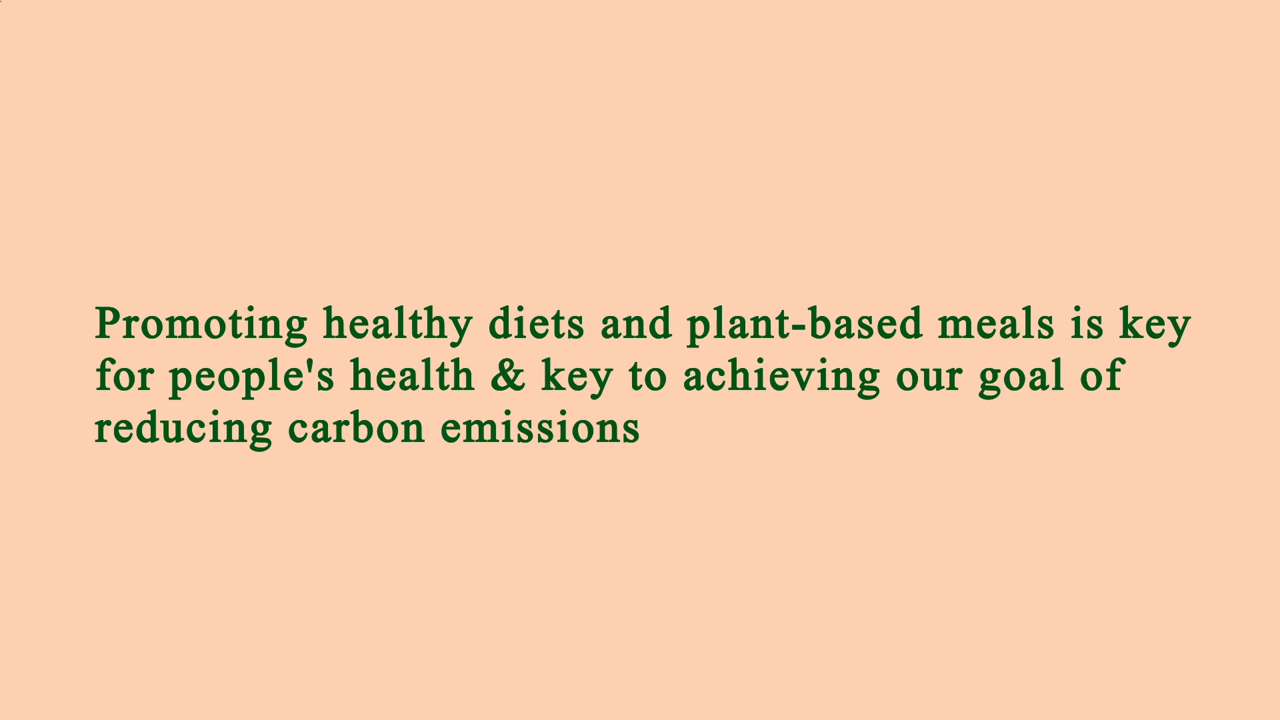 Promoting healthy diets and plant-based meals is key
for people's health & key to achieving our goal of
reducing carbon emissions